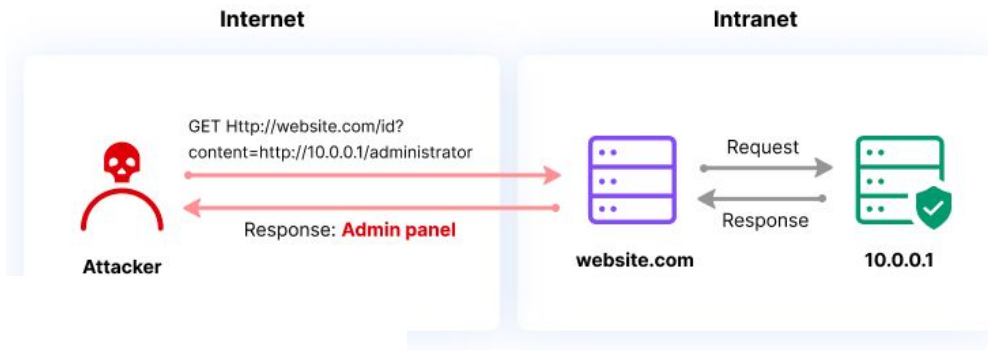 Internet
Intranet
GET Http://website.com/id?
content=http://10.0.0.1/administrator
Response: Admin panel
Attacker
Request
Response
website.com
10.0.0.1